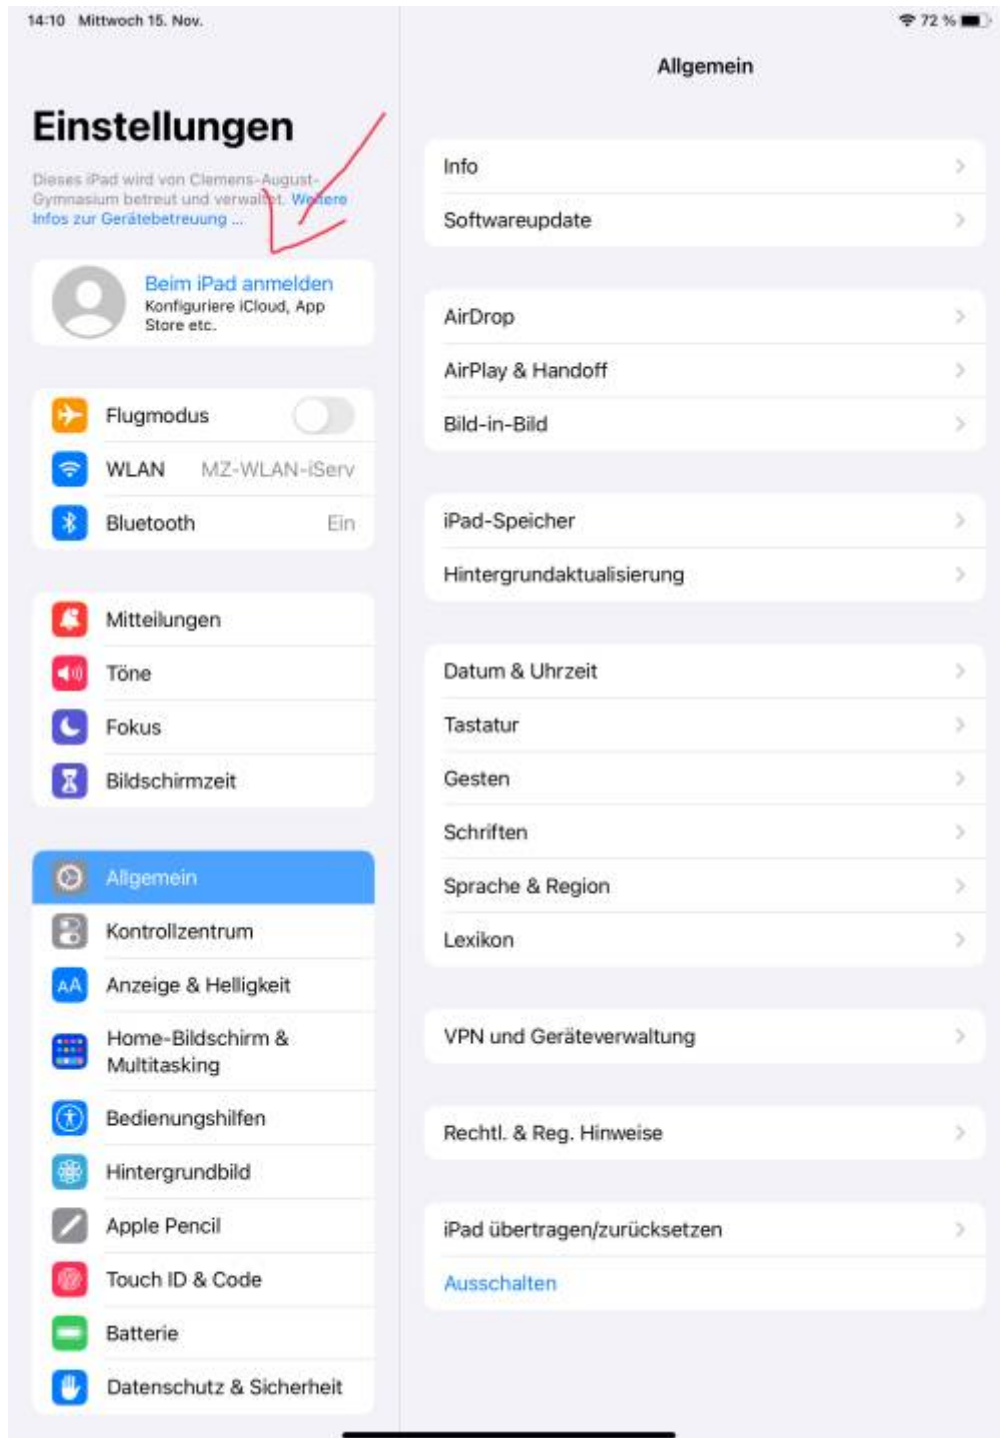 14:10 Mittwoch 15. Nov.
72 %
Einstellungen
Dieses iPad wird von Clemens-August-
Gymnasium betreut und verwaltet. Weitere
Infos zur Gerätebetreuung ...
Beim iPad anmelden
Konfiguriere iCloud, App
Store etc.
Flugmodus
WLAN MZ-WLAN-iServ
Bluetooth Ein
Mitteilungen
Töne
Fokus
Bildschirmzeit
Allgemein
Kontrollzentrum
AA Anzeige & Helligkeit
Home-Bildschirm &
Multitasking
Bedienungshilfen
Hintergrundbild
Apple Pencil
Touch ID & Code
Batterie
Datenschutz & Sicherheit
Allgemein
Info
Softwareupdate
AirDrop
AirPlay & Handoff
Bild-in-Bild
iPad-Speicher
Hintergrundaktualisierung
Datum & Uhrzeit
Tastatur
Gesten
Schriften
Sprache & Region
Lexikon
VPN und Geräteverwaltung
Rechtl. & Reg. Hinweise
iPad übertragen/zurücksetzen
Ausschalten